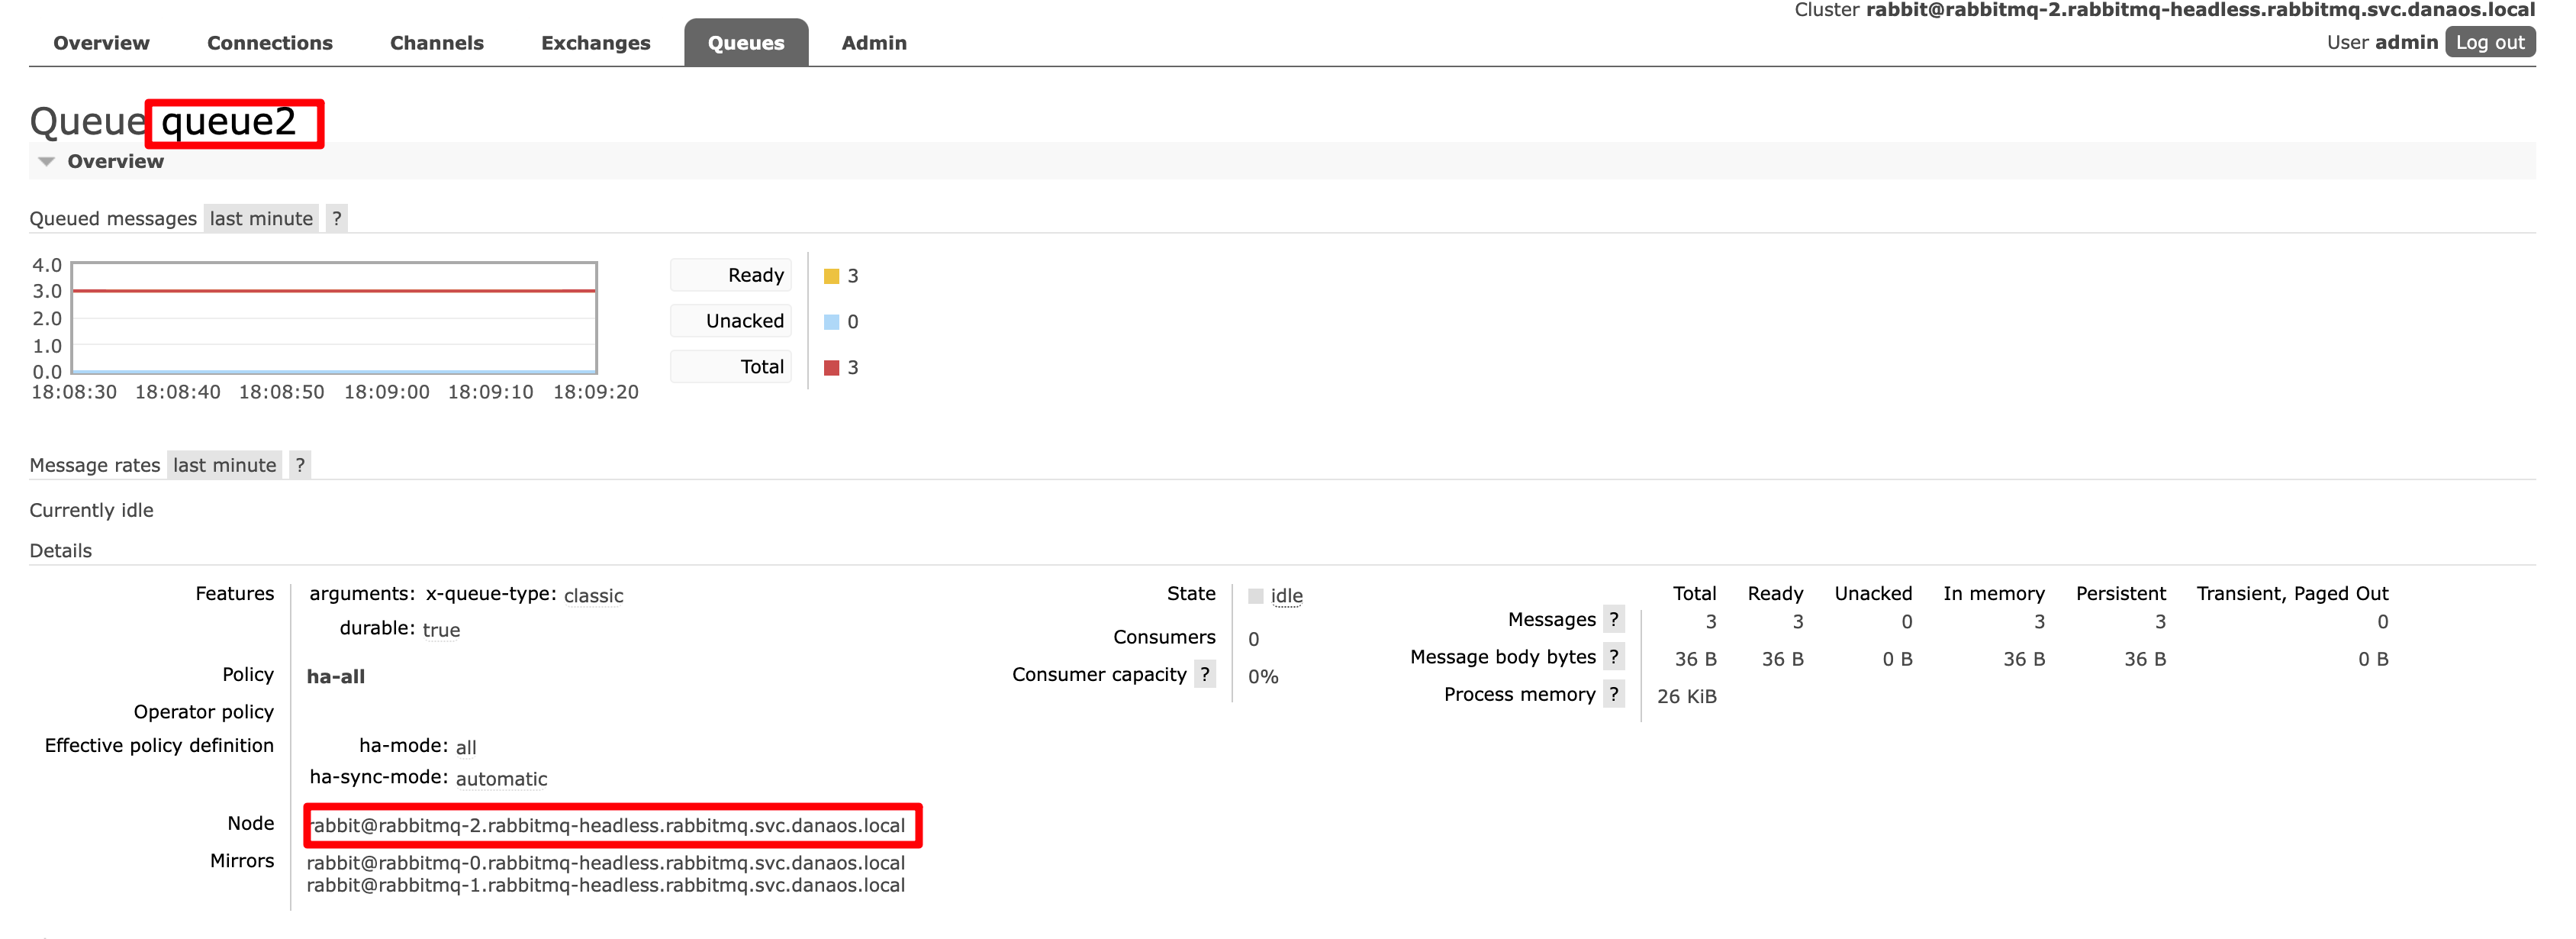 Cluster rabbit@rabbitmq-2.rabbitmq-headless.rabbitmq.svc.danaos.local
Overview Connections Channels Exchanges Queues Admin
User admin Log out
Queue queue2
Overview
Queued messages last minute ?
4.0
3.0
2.0
1.0
0.0
18:08:30 18:08:40 18:08:50 18:09:00 18:09:10 18:09:20
Ready 3
Unacked 0
Total 3
Message rates last minute ?
Currently idle
Details
Features arguments: x-queue-type: classic
durable: true
Policy ha-all
Operator policy
Effective policy definition ha-mode: all
ha-sync-mode: automatic
Node rabbit@rabbitmq-2.rabbitmq-headless.rabbitmq.svc.danaos.local
Mirrors rabbit@rabbitmq-0.rabbitmq-headless.rabbitmq.svc.danaos.local
rabbit@rabbitmq-1.rabbitmq-headless.rabbitmq.svc.danaos.local
State idle
Consumers 0
Consumer capacity ? 0%
Total Ready Unacked In memory Persistent Transient, Paged Out
Messages ? 3 3 0 3 3 0
Message body bytes ? 36 B 36 B 0 B 36 B 36 B 0 B
Process memory ? 26 KiB